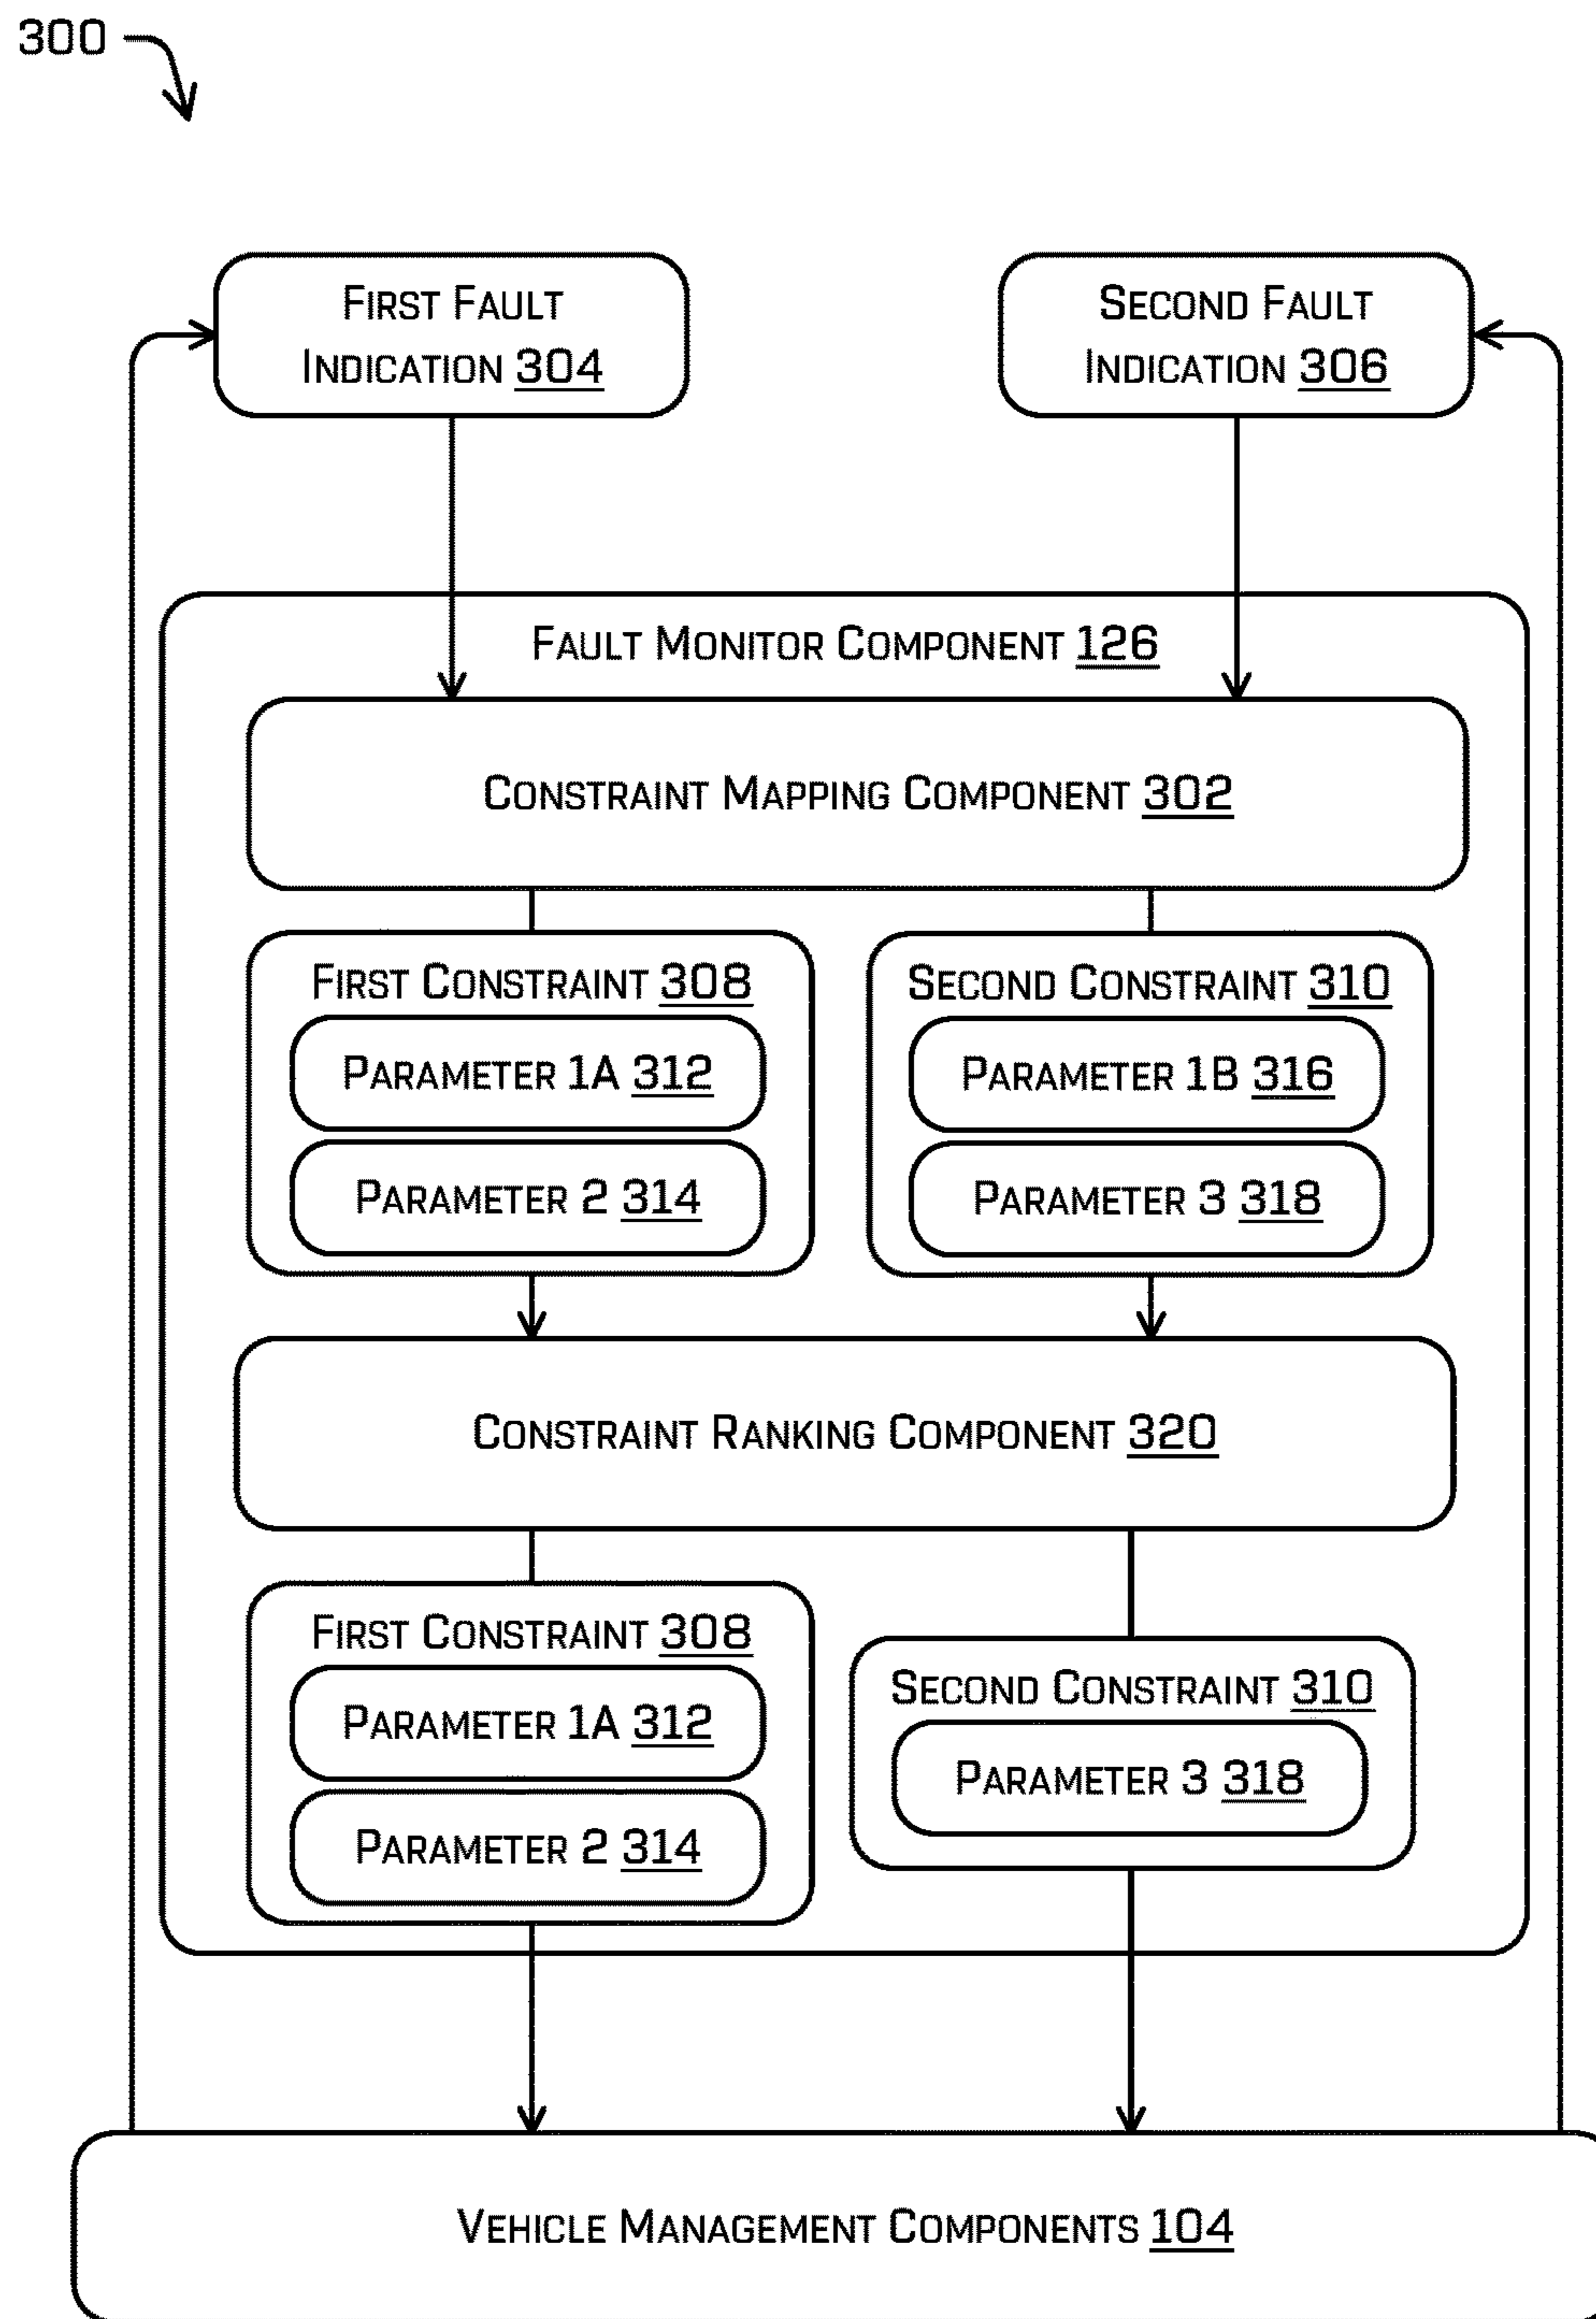 300
First Fault
Indication 304
Second Fault
Indication 306
Fault Monitor Component 126
Constraint Mapping Component 302
First Constraint 308
Parameter 1A 312
Parameter 2 314
Second Constraint 310
Parameter 1B 316
Parameter 3 318
Constraint Ranking Component 320
First Constraint 308
Parameter 1A 312
Parameter 2 314
Second Constraint 310
Parameter 3 318
Vehicle Management Components 104